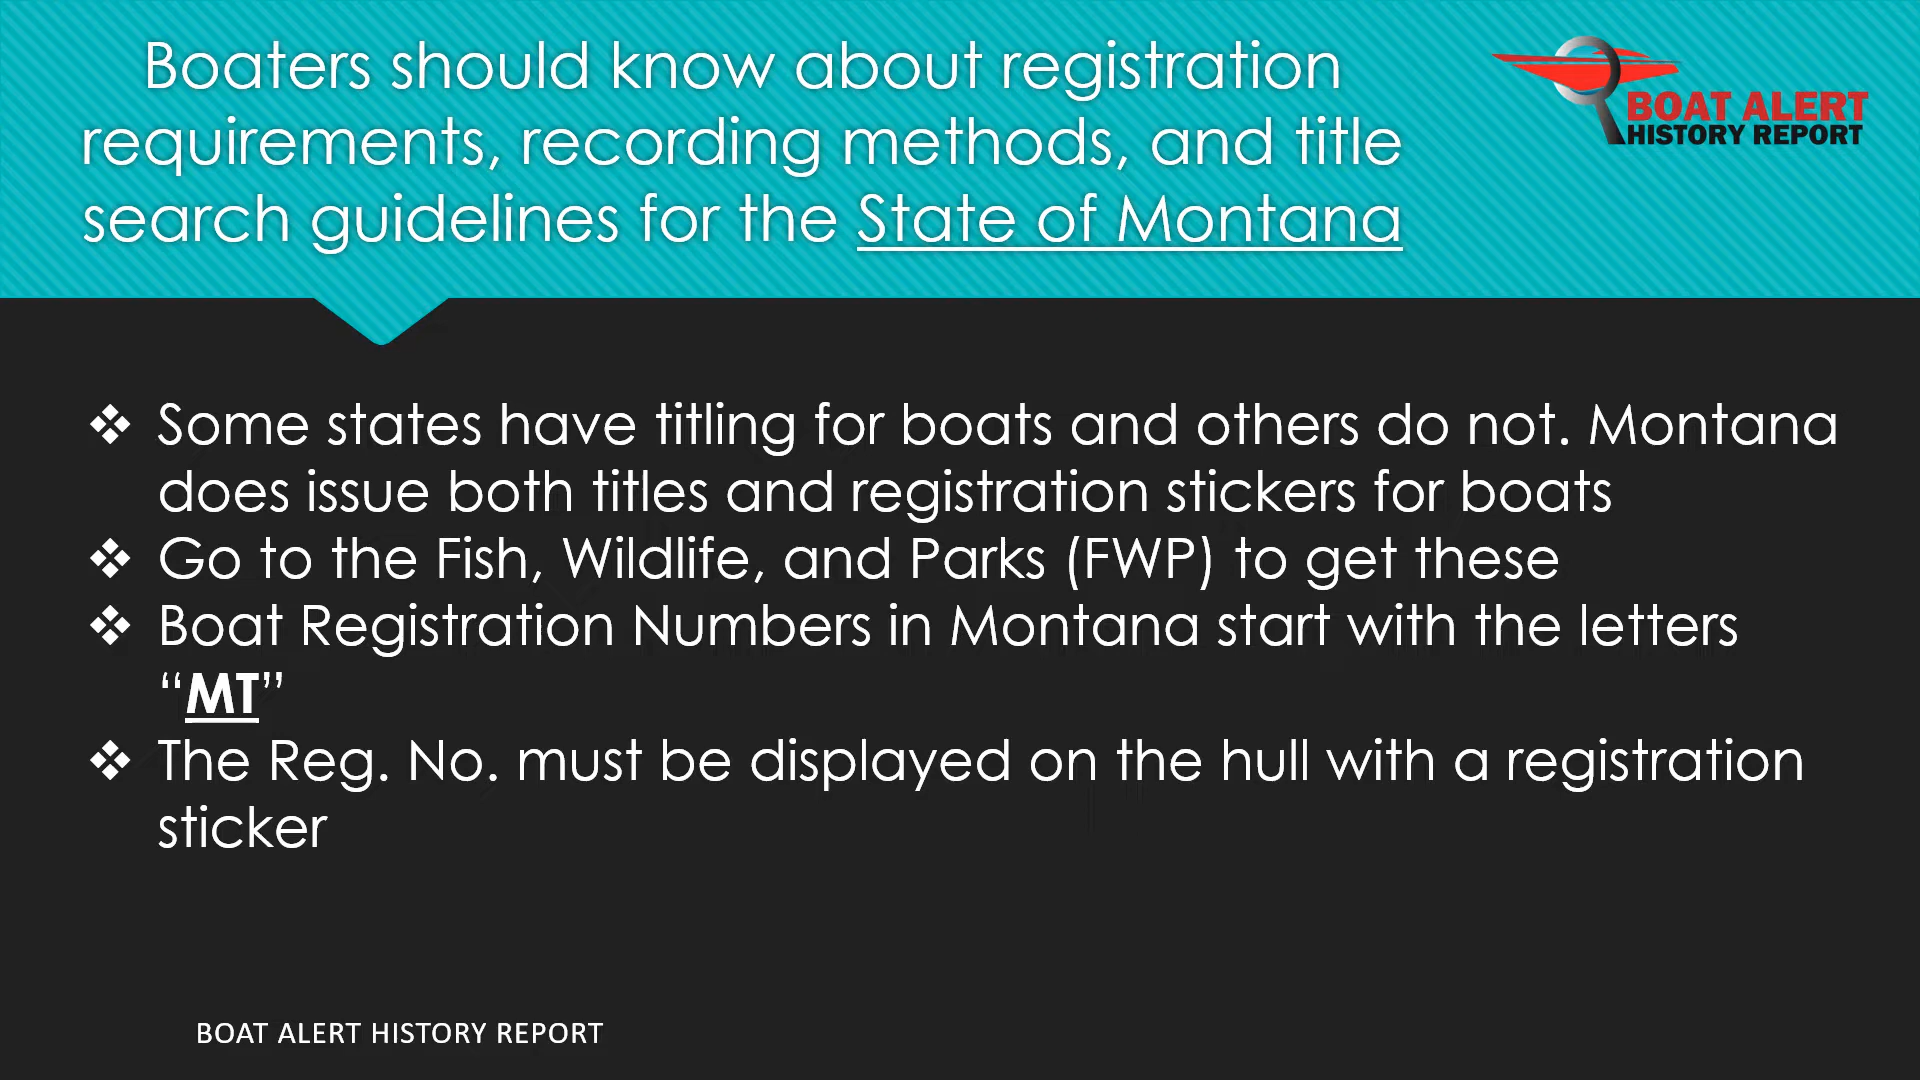 Boaters should know about registration
requirements, recording methods, and title
search guidelines for the State of Montana
BOAT ALERT
HISTORY REPORT
❖ Some states have titling for boats and others do not. Montana
does issue both titles and registration stickers for boats
❖ Go to the Fish, Wildlife, and Parks (FWP) to get these
❖ Boat Registration Numbers in Montana start with the letters
“MT”
❖ The Reg. No. must be displayed on the hull with a registration
sticker
BOAT ALERT HISTORY REPORT